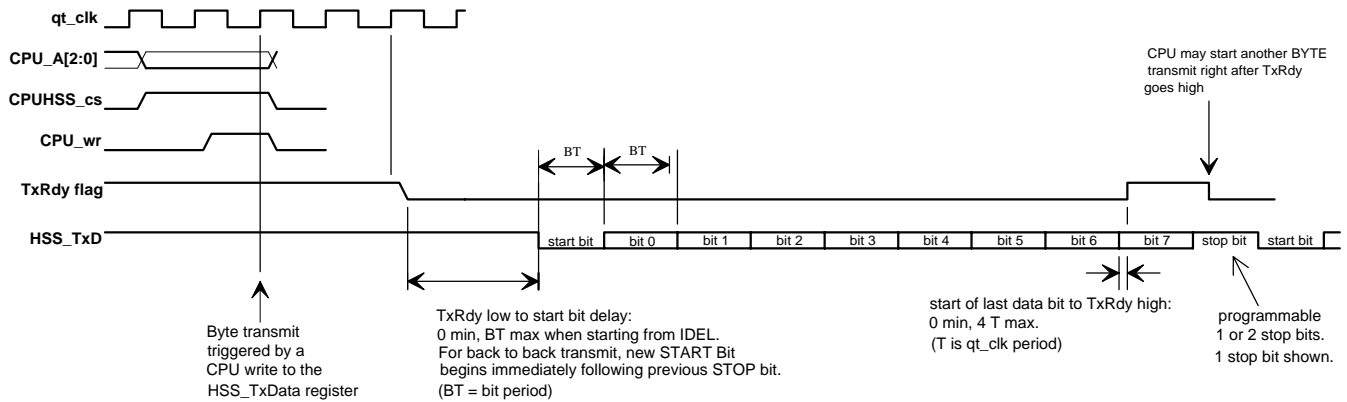 qt_clk
CPU_A[2:0]
CPUHSS_cs
CPU_wr
TxRdy flag
HSS_TxD
CPU may start another BYTE
transmit right after TxRdy
goes high
BT
BT
start bit
bit 0
bit 1
bit 2
bit 3
bit 4
bit 5
bit 6
bit 7
stop bit
start bit
Byte transmit
triggered by a
CPU write to the
HSS_TxData register
TxRdy low to start bit delay:
0 min, BT max when starting from IDEL.
For back to back transmit, new START Bit
begins immediately following previous STOP bit.
(BT = bit period)
start of last data bit to TxRdy high:
0 min, 4 T max.
(T is qt_clk period)
programmable
1 or 2 stop bits.
1 stop bit shown.